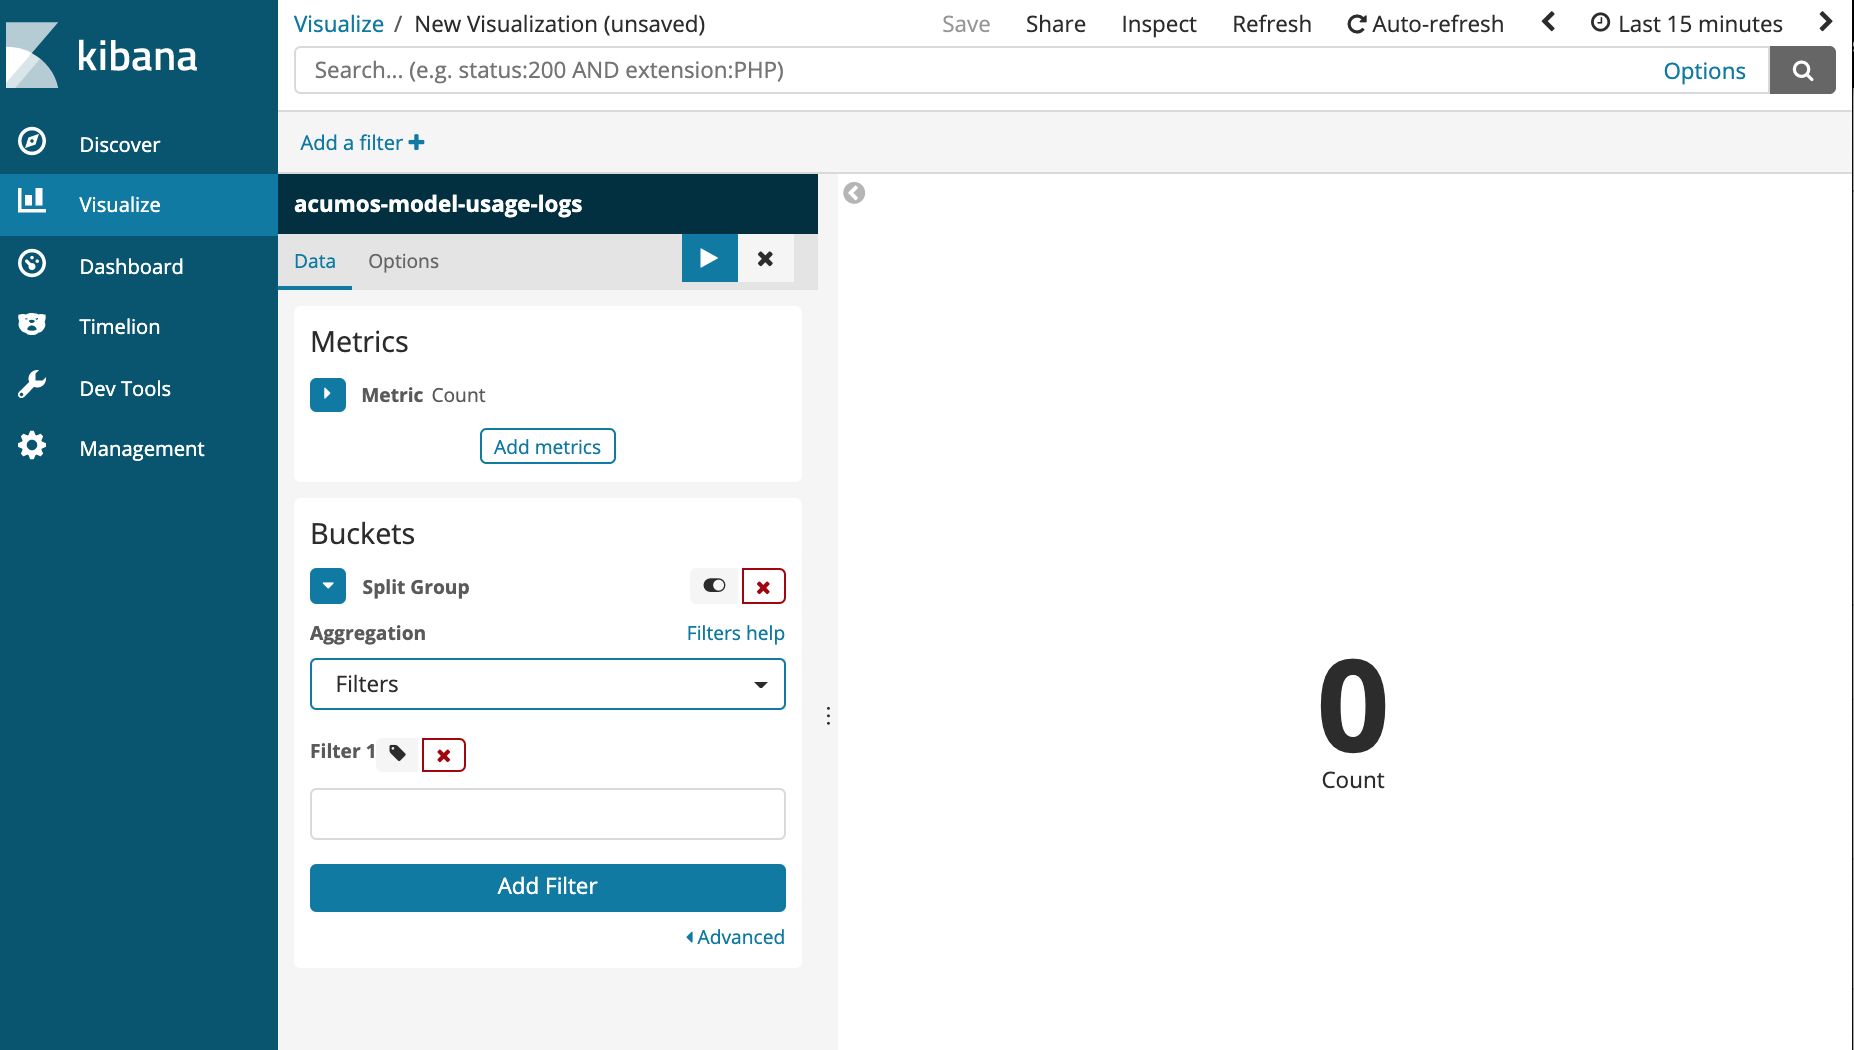 kibana
Discover
Visualize
Dashboard
Timelion
Dev Tools
Management
Visualize / New Visualization (unsaved)
Save Share Inspect Refresh Auto-refresh Last 15 minutes
Search... (e.g. status:200 AND extension:PHP) Options
Add a filter
acumos-model-usage-logs
Data Options
Metrics
Metric Count
Add metrics
Buckets
Split Group
Aggregation Filters help
Filters
Filter 1
Add Filter
Advanced
0
Count